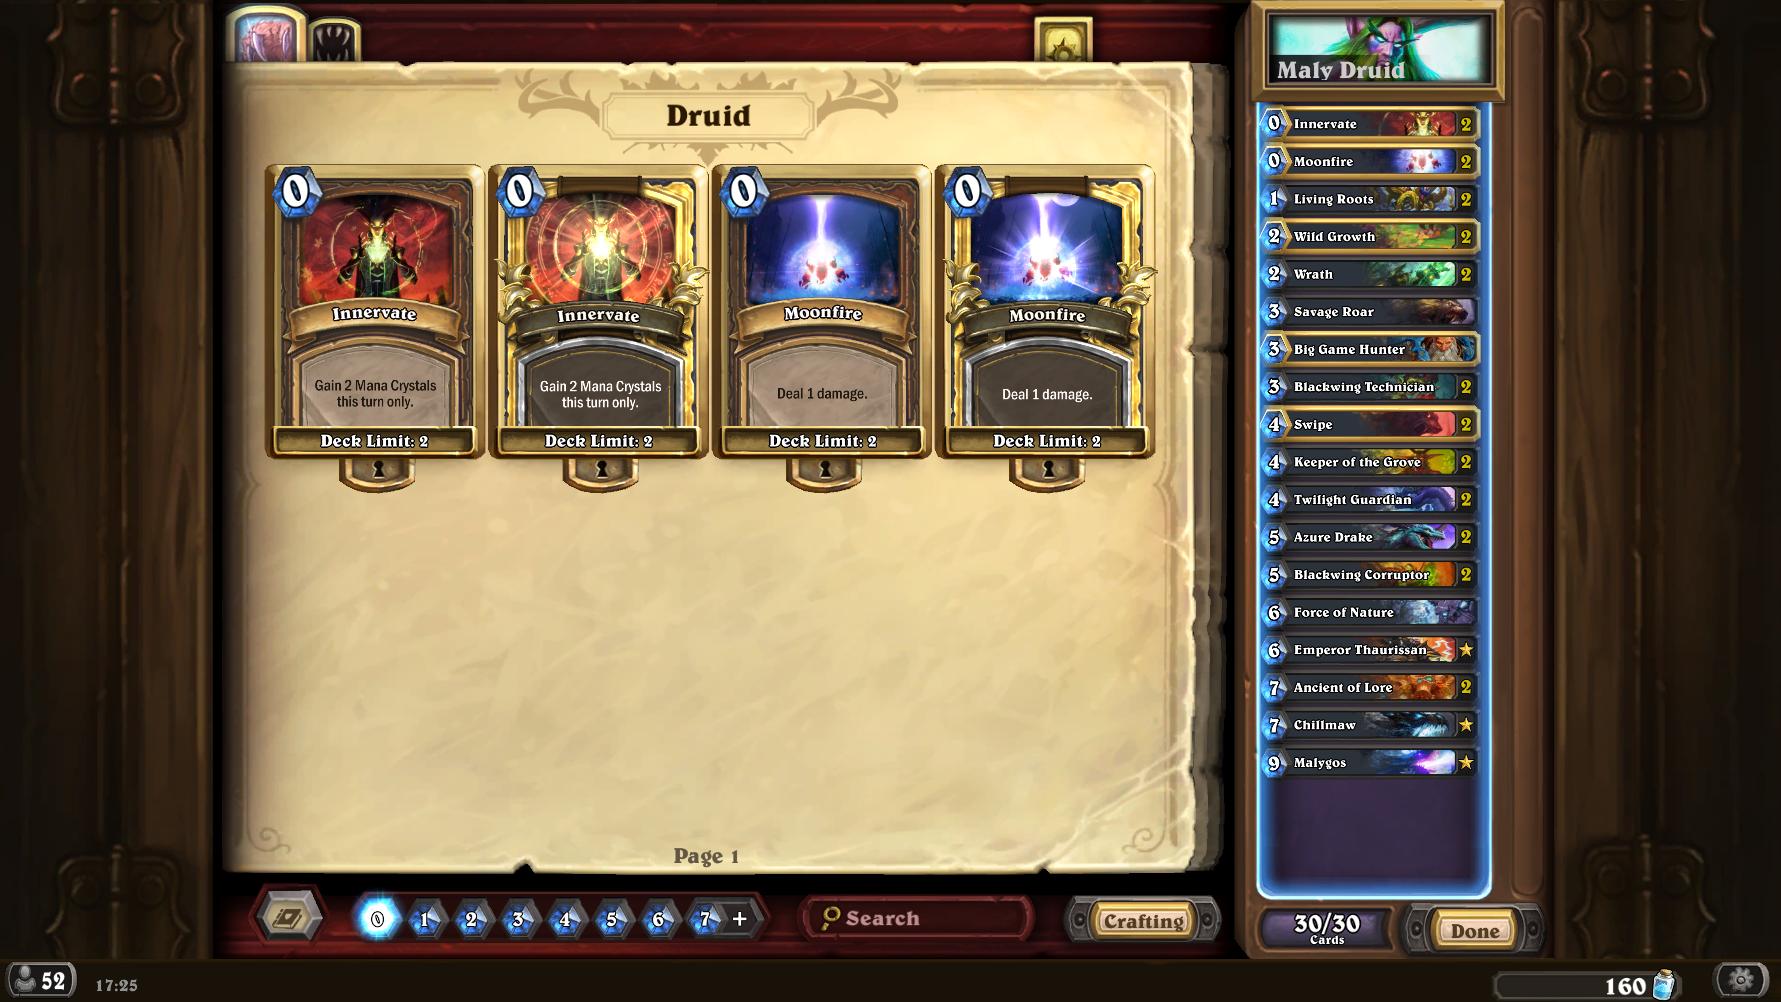 Druid
0
Innervate
Gain 2 Mana Crystals
this turn only.
Deck Limit: 2
0
Innervate
Gain 2 Mana Crystals
this turn only.
Deck Limit: 2
0
Moonfire
Deal 1 damage.
Deck Limit: 2
0
Moonfire
Deal 1 damage.
Deck Limit: 2
Page 1
0 1 2 3 4 5 6 7 +
Search
Crafting
Maly Druid
0 Innervate 2
0 Moonfire 2
1 Living Roots 2
2 Wild Growth 2
2 Wrath 2
3 Savage Roar
3 Big Game Hunter
3 Blackwing Technician 2
4 Swipe 2
4 Keeper of the Grove 2
4 Twilight Guardian 2
5 Azure Drake 2
5 Blackwing Corruptor 2
6 Force of Nature
6 Emperor Thaurissan
7 Ancient of Lore 2
7 Chillmaw
9 Malygos
30/30
Cards
Done
52
17:25
160